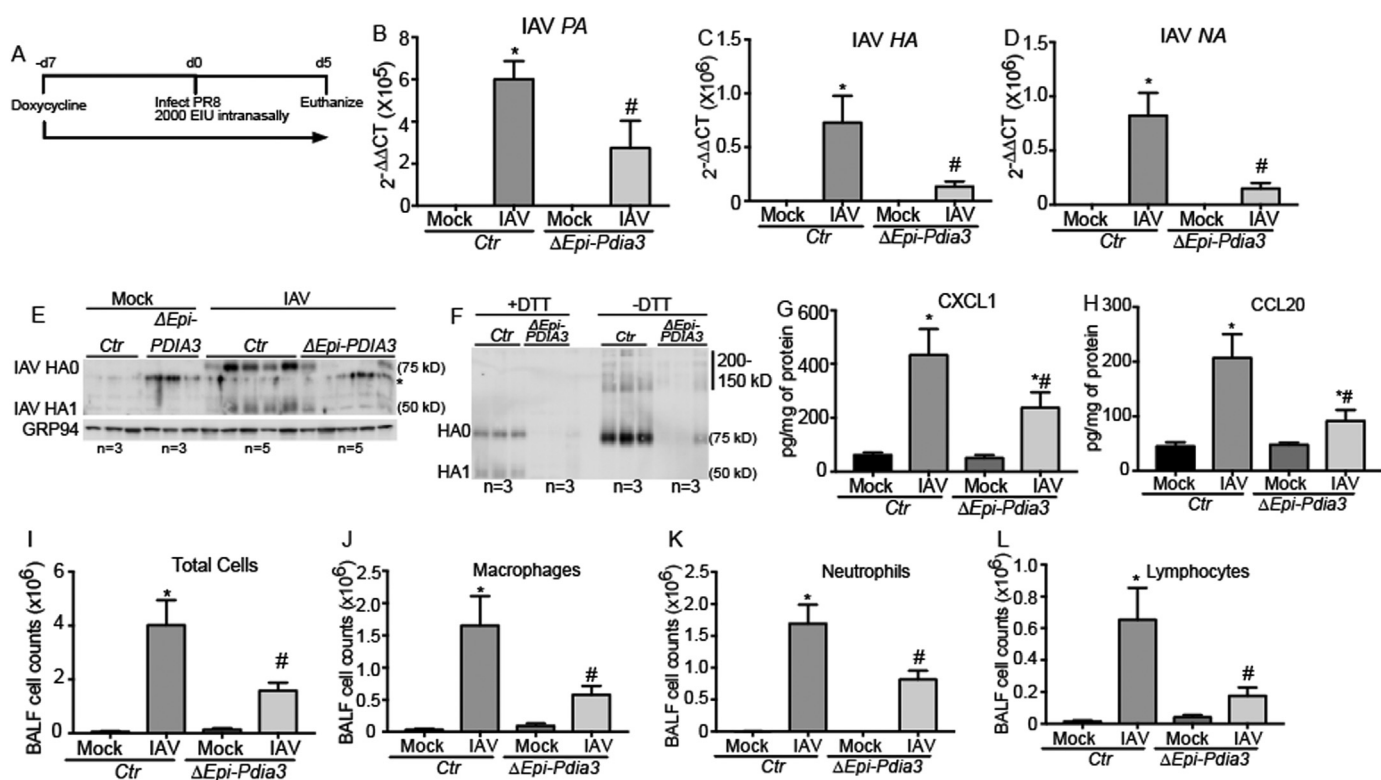 A
-d7 d0 d5
Doxycycline Infect PR8 Euthanize
2000 EIU intranasally
B
IAV PA
2-ΔΔCT (X10⁵)
6
4
2
0
Mock IAV Mock IAV
Ctr ΔEpi-Pdia3
* #
C
IAV HA
2-ΔΔCT (X10⁶)
1.5
1.0
0.5
0
Mock IAV Mock IAV
Ctr ΔEpi-Pdia3
* #
D
IAV NA
2-ΔΔCT (X10⁶)
1.5
1.0
0.5
0
Mock IAV Mock IAV
Ctr ΔEpi-Pdia3
* #
E
Mock IAV
ΔEpi-
Ctr PDIA3 Ctr ΔEpi-PDIA3
IAV HA0 (75 kD)
*
IAV HA1 (50 kD)
GRP94
n=3 n=3 n=5 n=5
F
+DTT -DTT
Ctr ΔEpi- Ctr ΔEpi-
PDIA3 PDIA3
200-
150 kD
HA0 (75 kD)
HA1 (50 kD)
n=3 n=3 n=3 n=3
G
CXCL1
pg/mg of protein
600
400
200
0
Mock IAV Mock IAV
Ctr ΔEpi-Pdia3
* *#
H
CCL20
pg/mg of protein
300
200
100
0
Mock IAV Mock IAV
Ctr ΔEpi-Pdia3
* *#
I
Total Cells
BALF cell counts (x10⁶)
6
4
2
0
Mock IAV Mock IAV
Ctr ΔEpi-Pdia3
* #
J
Macrophages
BALF cell counts (x10⁶)
2.5
2.0
1.5
1.0
0.5
0
Mock IAV Mock IAV
Ctr ΔEpi-Pdia3
* #
K
Neutrophils
BALF cell counts (x10⁶)
2.5
2.0
1.5
1.0
0.5
0
Mock IAV Mock IAV
Ctr ΔEpi-Pdia3
* #
L
Lymphocytes
BALF cell counts (x10⁶)
1.0
0.8
0.6
0.4
0.2
0
Mock IAV Mock IAV
Ctr ΔEpi-Pdia3
* #